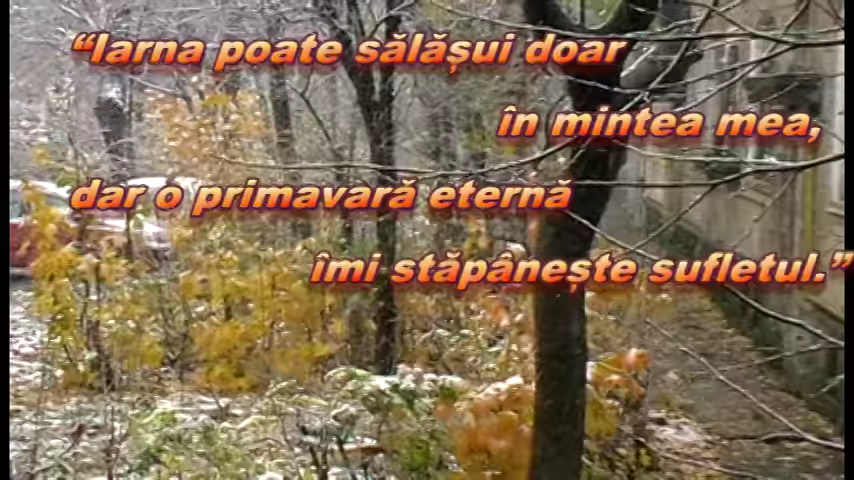 “Iarna poate sălășui doar
în mintea mea,
dar o primavară eternă
îmi stăpânește sufletul.”